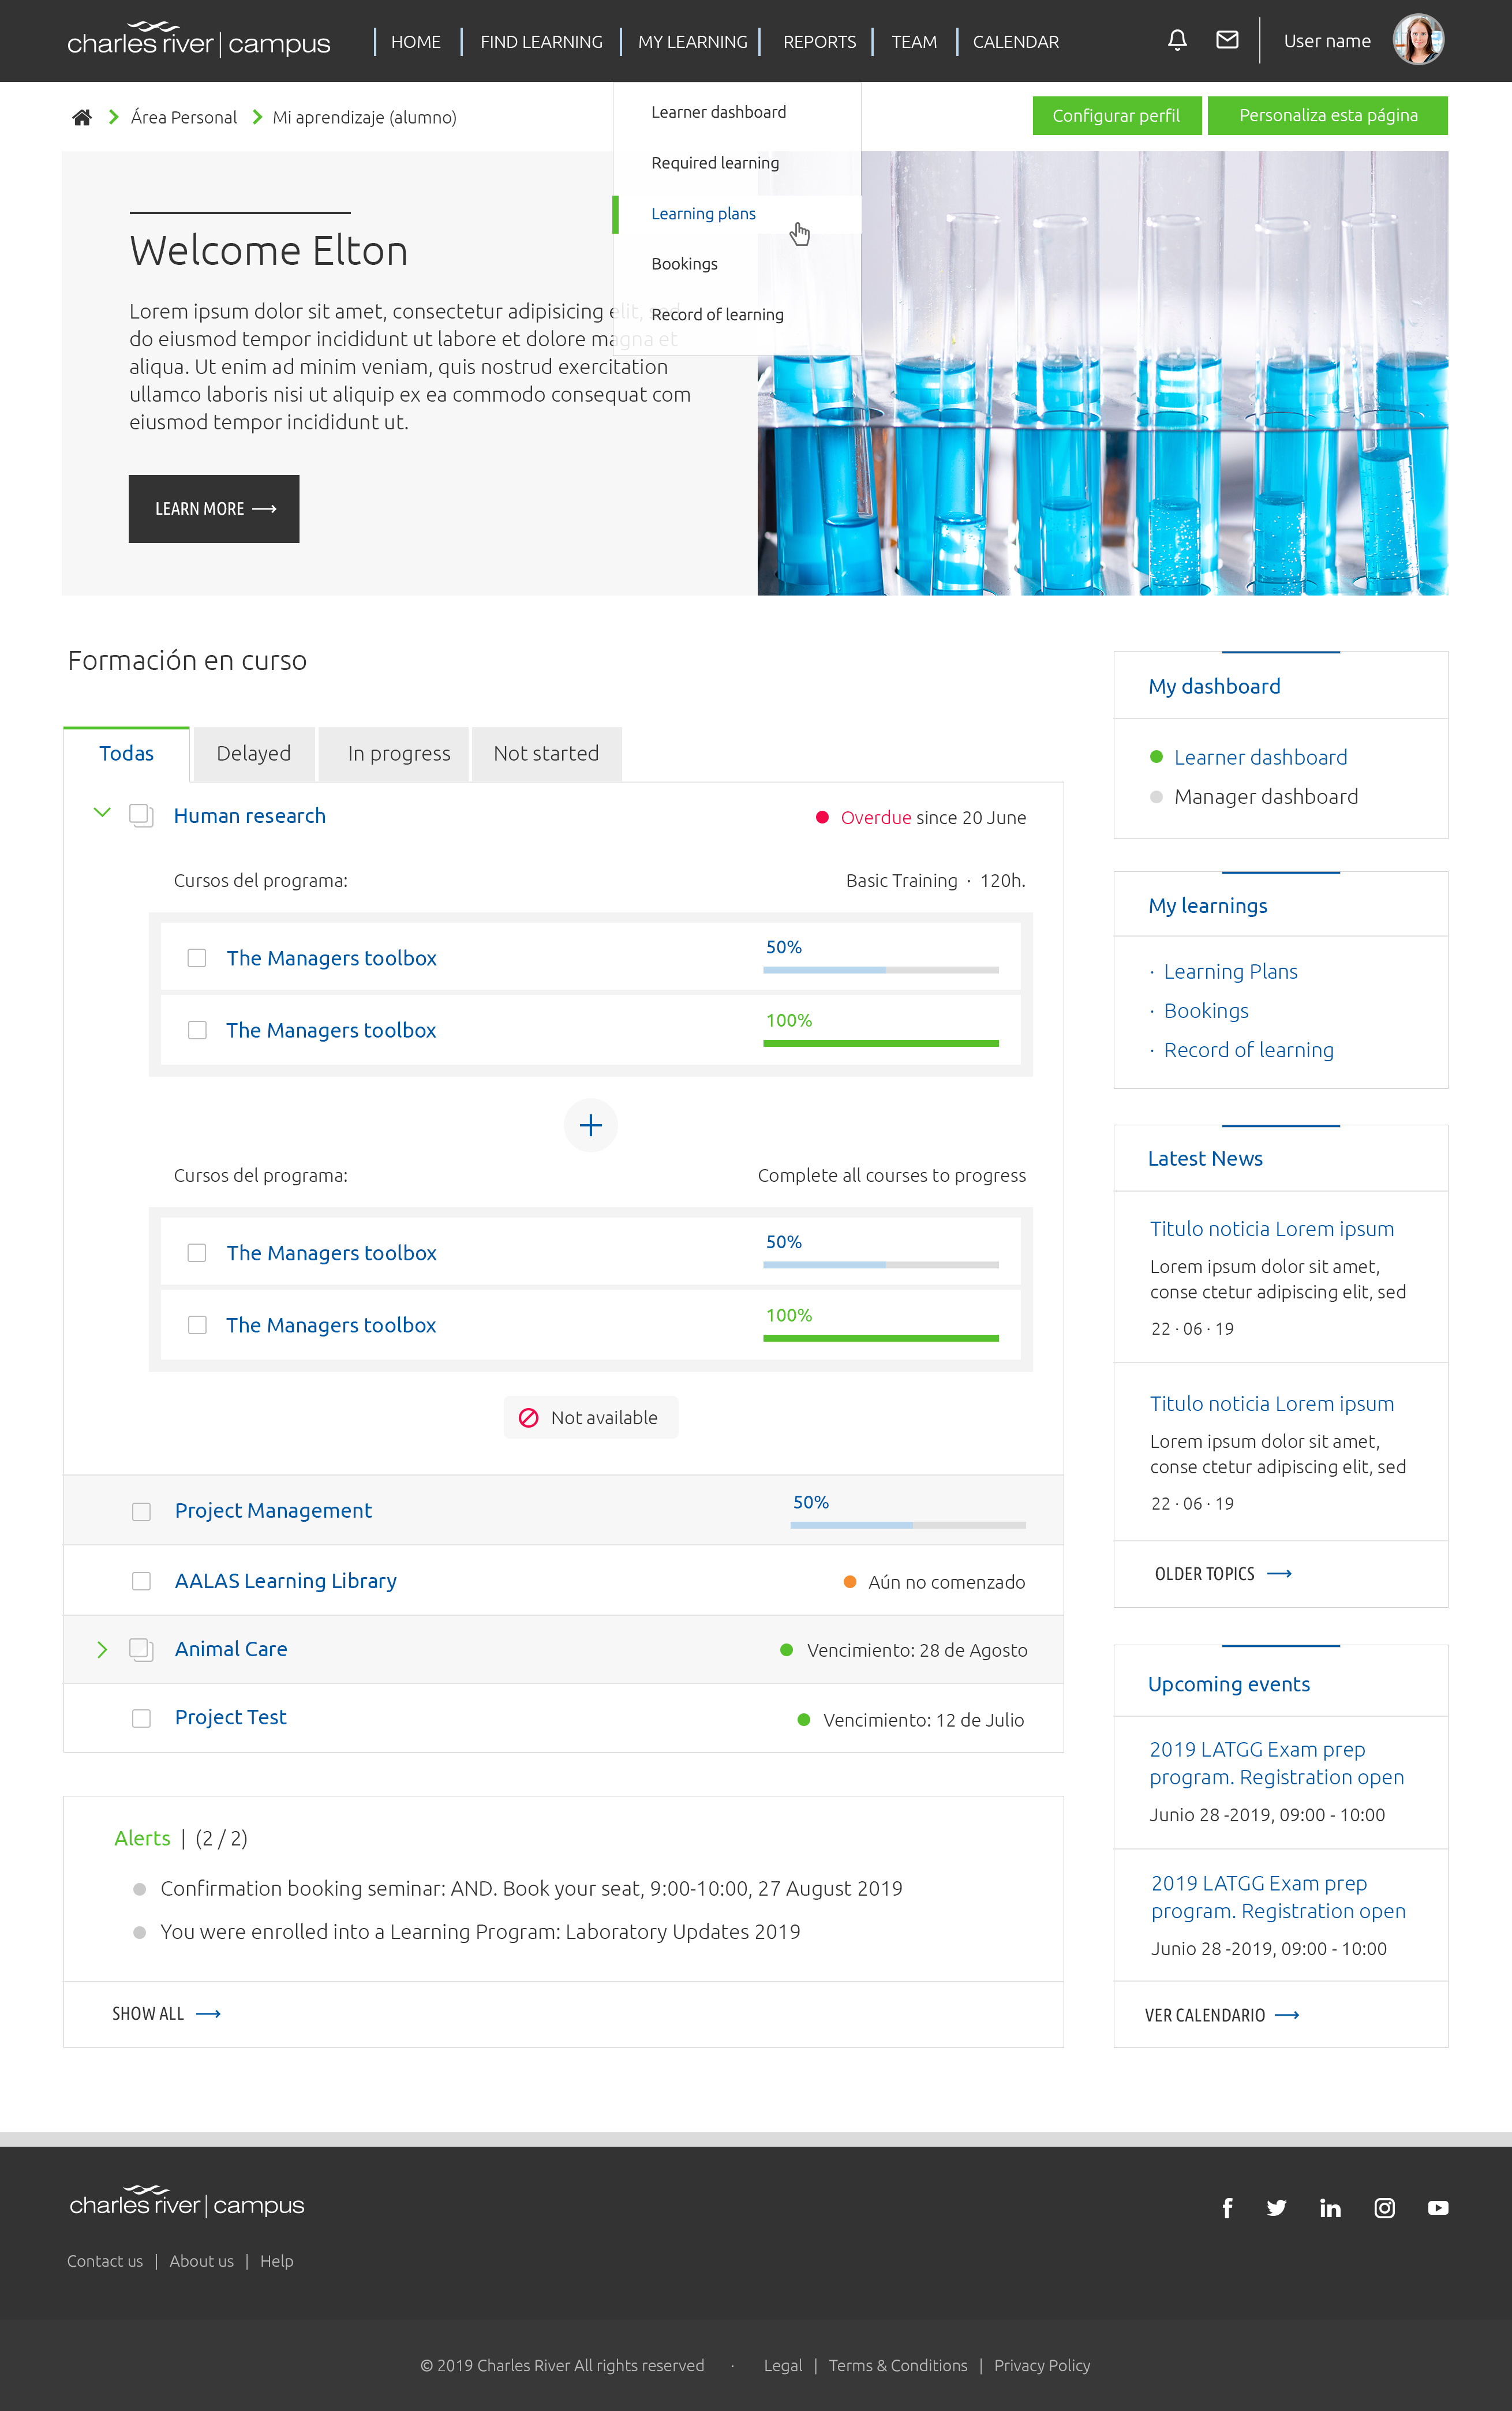 charles river | campus
HOME
FIND LEARNING
MY LEARNING
REPORTS
TEAM
CALENDAR
User name
Área Personal
Mi aprendizaje (alumno)
Configurar perfil
Personaliza esta página
Learner dashboard
Required learning
Learning plans
Bookings
Record of learning
Welcome Elton
Lorem ipsum dolor sit amet, consectetur adipisicing elit,
do eiusmod tempor incididunt ut labore et dolore magna et
aliqua. Ut enim ad minim veniam, quis nostrud exercitation
ullamco laboris nisi ut aliquip ex ea commodo consequat com
eiusmod tempor incididunt ut.
LEARN MORE
Formación en curso
Todas
Delayed
In progress
Not started
Human research
Overdue since 20 June
Cursos del programa:
Basic Training · 120h.
The Managers toolbox
50%
The Managers toolbox
100%
Cursos del programa:
Complete all courses to progress
The Managers toolbox
50%
The Managers toolbox
100%
Not available
Project Management
50%
AALAS Learning Library
Aún no comenzado
Animal Care
Vencimiento: 28 de Agosto
Project Test
Vencimiento: 12 de Julio
Alerts | (2 / 2)
Confirmation booking seminar: AND. Book your seat, 9:00-10:00, 27 August 2019
You were enrolled into a Learning Program: Laboratory Updates 2019
SHOW ALL
My dashboard
Learner dashboard
Manager dashboard
My learnings
· Learning Plans
· Bookings
· Record of learning
Latest News
Titulo noticia Lorem ipsum
Lorem ipsum dolor sit amet,
conse ctetur adipiscing elit, sed
22 · 06 · 19
Titulo noticia Lorem ipsum
Lorem ipsum dolor sit amet,
conse ctetur adipiscing elit, sed
22 · 06 · 19
OLDER TOPICS
Upcoming events
2019 LATGG Exam prep
program. Registration open
Junio 28 -2019, 09:00 - 10:00
2019 LATGG Exam prep
program. Registration open
Junio 28 -2019, 09:00 - 10:00
VER CALENDARIO
charles river | campus
Contact us | About us | Help
© 2019 Charles River All rights reserved · Legal | Terms & Conditions | Privacy Policy